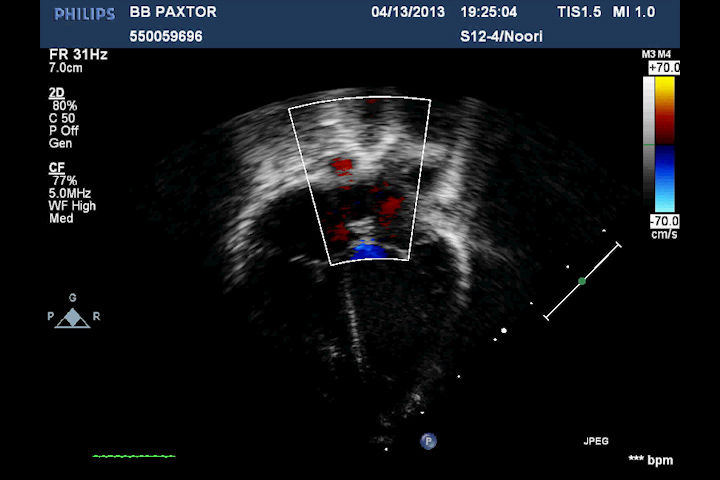 PHILIPS BB PAXTOR 04/13/2013 19:25:04 TIS1.5 MI 1.0
550059696 S12-4/Noori
FR 31Hz
7.0cm
2D
80%
C 50
P Off
Gen
CF
77%
5.0MHz
WF High
Med
M3 M4
+70.0
-70.0
cm/s
G
P R
P
JPEG
*** bpm